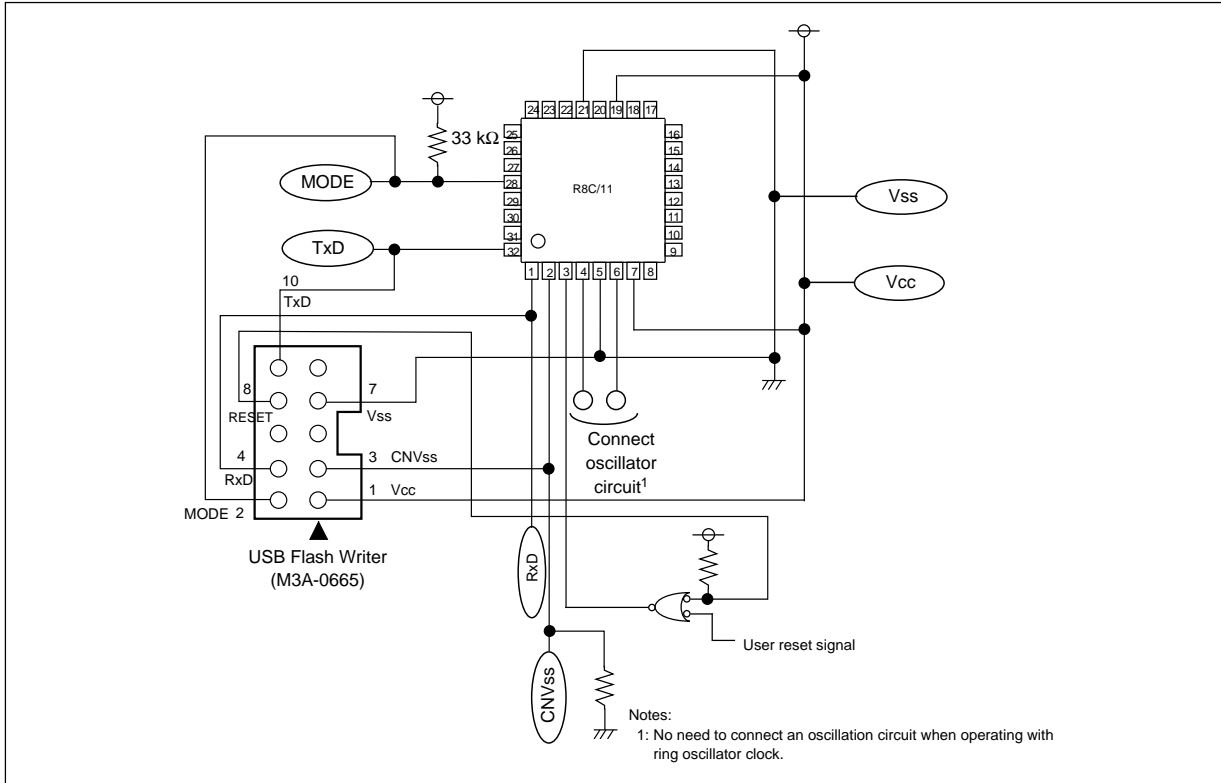 24 23 22 21 20 19 18 17
33 kΩ
25
26
27
28
29
30
31
32
16
15
14
13
12
11
10
9
R8C/11
MODE
TxD
Vss
Vcc
1 2 3 4 5 6 7 8
10
TxD
8
RESET
7
Vss
4
RxD
3 CNVss
MODE 2
1 Vcc
Connect
oscillator
circuit1
USB Flash Writer
(M3A-0665)
RxD
CNVss
User reset signal
Notes:
1: No need to connect an oscillation circuit when operating with
ring oscillator clock.